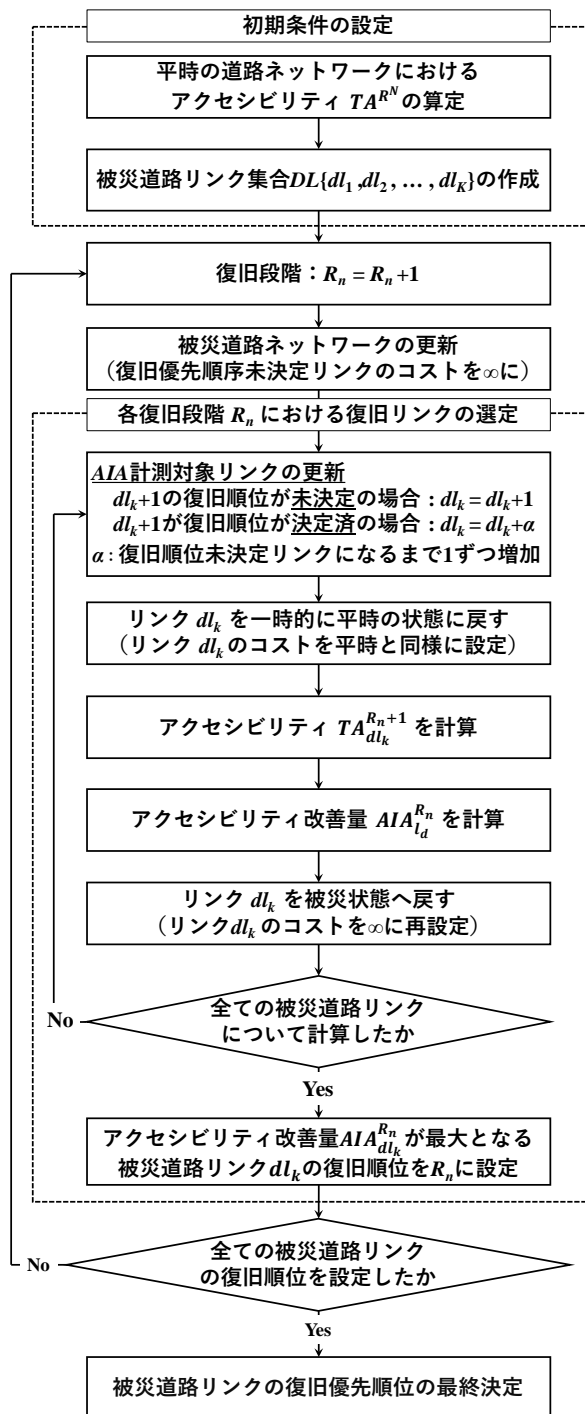 初期条件の設定
平時の道路ネットワークにおける
アクセシビリティ TA^{R^N}の算定
被災道路リンク集合DL{dl_1 ,dl_2 , … , dl_K}の作成
復旧段階：R_n = R_n +1
被災道路ネットワークの更新
（復旧優先順序未決定リンクのコストを∞に）
各復旧段階 R_n における復旧リンクの選定
AIA計測対象リンクの更新
dl_k+1の復旧順位が未決定の場合：dl_k = dl_k+1
dl_k+1が復旧順位が決定済の場合：dl_k = dl_k+α
α：復旧順位未決定リンクになるまで1ずつ増加
リンク dl_k を一時的に平時の状態に戻す
（リンク dl_k のコストを平時と同様に設定）
アクセシビリティ TA_{dl_k}^{R_n+1} を計算
アクセシビリティ改善量 AIA_{l_d}^{R_n} を計算
リンク dl_k を被災状態へ戻す
（リンクdl_k のコストを∞に再設定）
全ての被災道路リンク
について計算したか
No
Yes
アクセシビリティ改善量AIA_{dl_k}^{R_n}が最大となる
被災道路リンクdl_kの復旧順位をR_nに設定
全ての被災道路リンク
の復旧順位を設定したか
No
Yes
被災道路リンクの復旧優先順位の最終決定